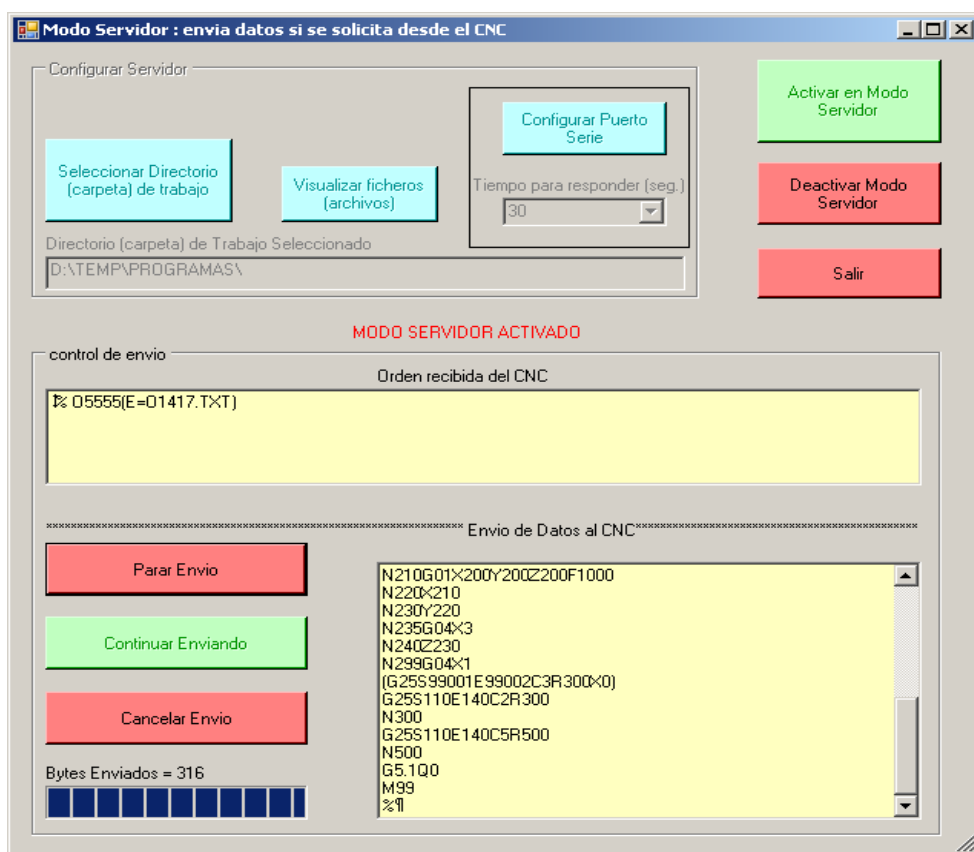 Modo Servidor : envia datos si se solicita desde el CNC
Configurar Servidor
Activar en Modo
Servidor
Configurar Puerto
Serie
Seleccionar Directorio
(carpeta) de trabajo
Visualizar ficheros
(archivos)
Tiempo para responder (seg.)
30
Deactivar Modo
Servidor
Directorio (carpeta) de Trabajo Seleccionado
D:\TEMP\PROGRAMAS\
Salir
MODO SERVIDOR ACTIVADO
control de envio
Orden recibida del CNC
% O5555(E=O1417.TXT)
Envio de Datos al CNC
Parar Envio
Continuar Enviando
Cancelar Envio
Bytes Enviados = 316
N210G01X200Y200Z200F1000
N220X210
N230Y220
N235G04X3
N240Z230
N299G04X1
(G25S99001E99002C3R300X0)
G25S110E140C2R300
N300
G25S110E140C5R500
N500
G5.1Q0
M99
%¶